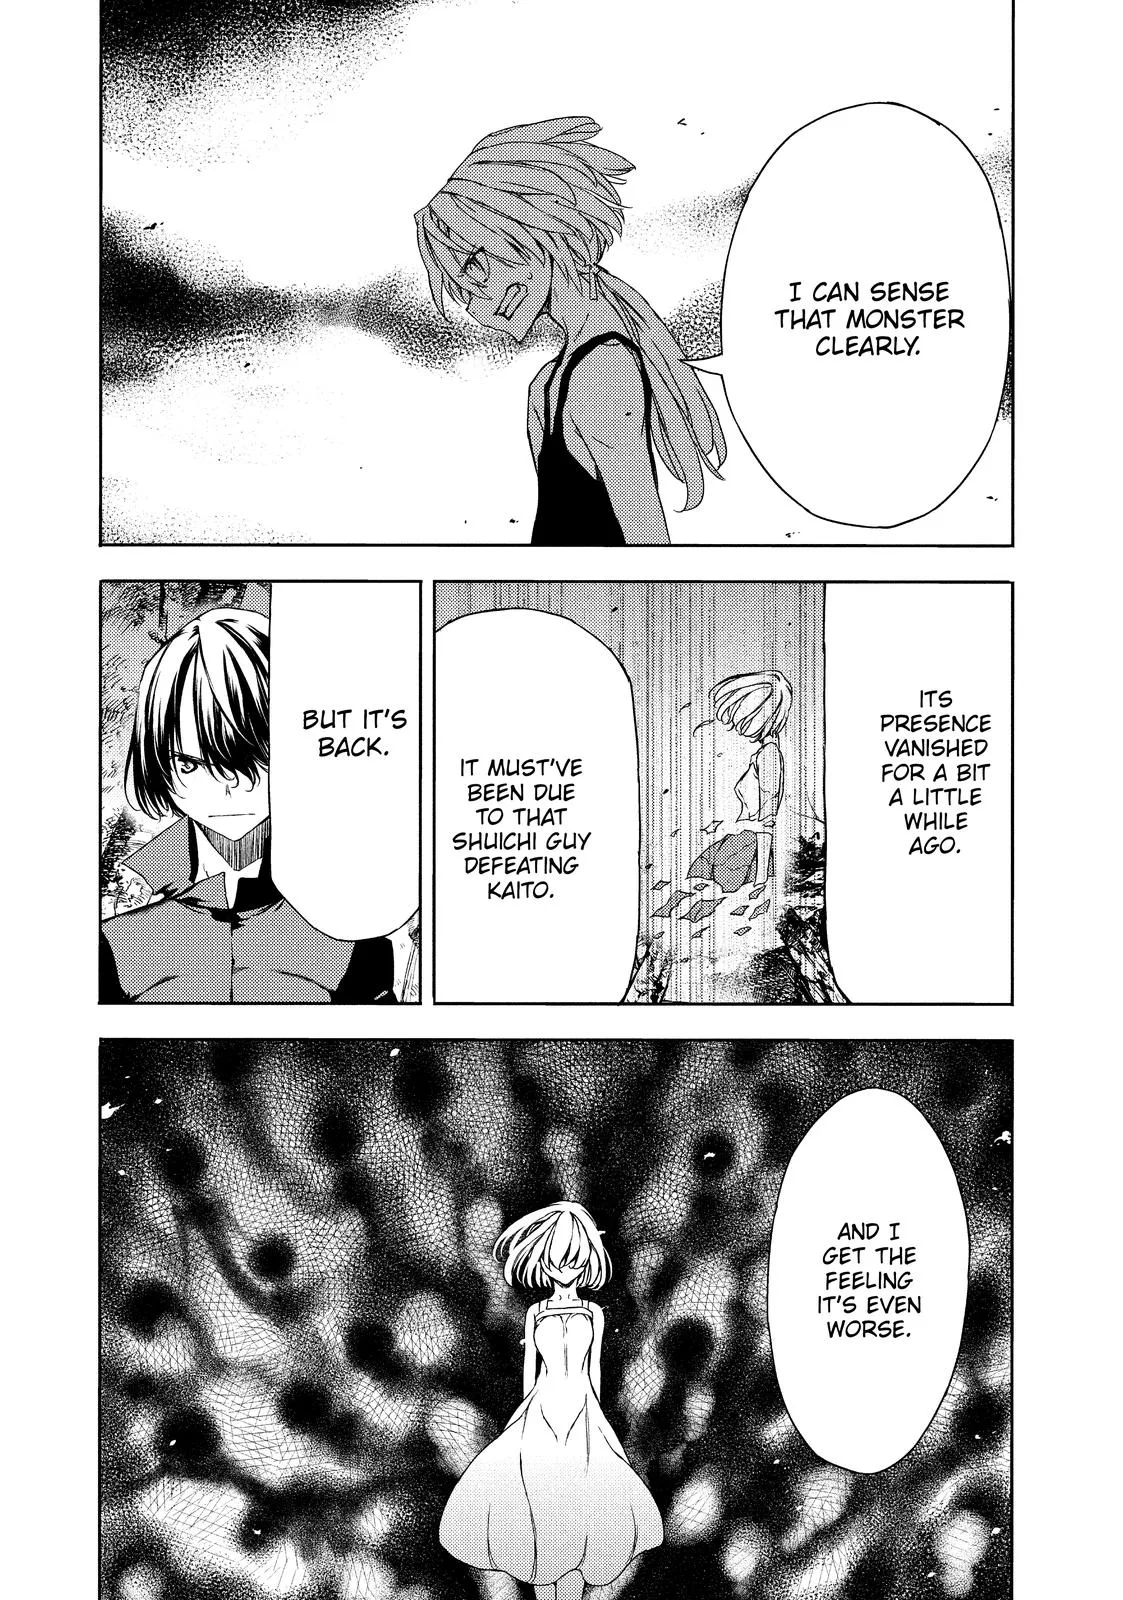 I CAN SENSE
THAT MONSTER
CLEARLY.
ITS
PRESENCE
VANISHED
FOR A BIT
A LITTLE
WHILE
AGO.
IT MUST'VE
BEEN DUE
TO THAT
SHUICHI GUY
DEFEATING
KAITO.
BUT IT'S
BACK.
AND I
GET THE
FEELING
IT'S EVEN
WORSE.